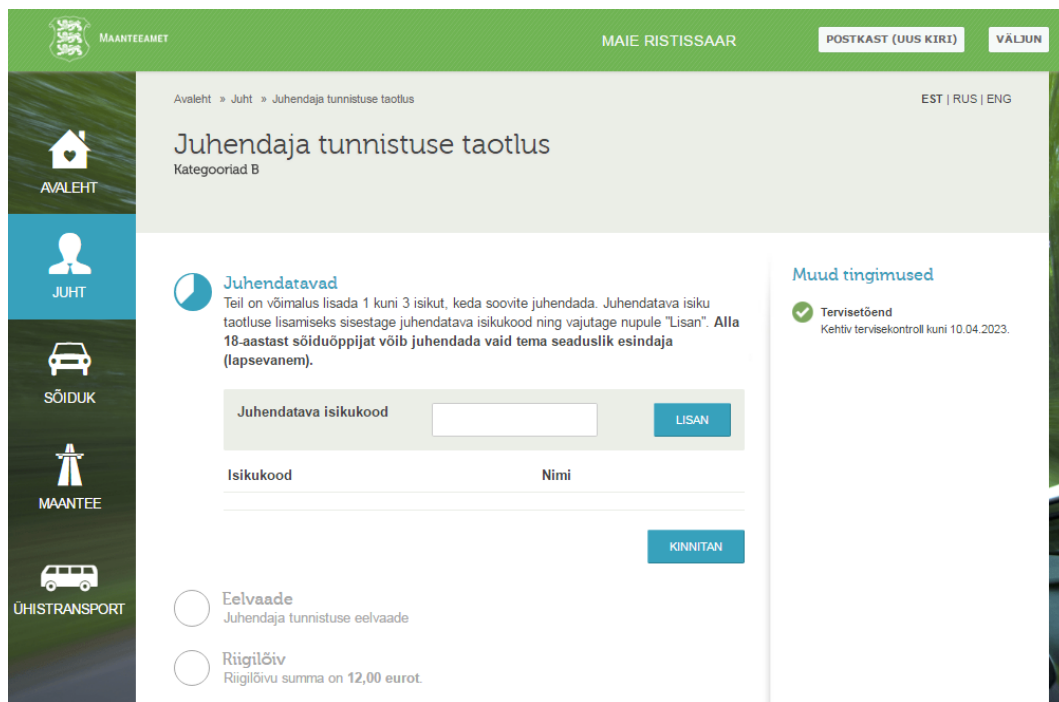 MAANTEEAMET
MAIE RISTISSAAR
POSTKAST (UUS KIRI)
VÄLJUN
Avaleht » Juht » Juhendaja tunnistuse taotlus
EST | RUS | ENG
Juhendaja tunnistuse taotlus
Kategooriad B
AVALEHT
JUHT
SÕIDUK
MAANTEE
ÜHISTRANSPORT
Juhendatavad
Teil on võimalus lisada 1 kuni 3 isikut, keda soovite juhendada. Juhendatava isiku
taotluse lisamiseks sisestage juhendatava isikukood ning vajutage nupule "Lisan". Alla
18-aastast sõiduõppijat võib juhendada vaid tema seaduslik esindaja
(lapsevanem).
Juhendatava isikukood
LISAN
Isikukood
Nimi
KINNITAN
Eelvaade
Juhendaja tunnistuse eelvaade
Riigilõiv
Riigilõivu summa on 12,00 eurot.
Muud tingimused
Tervisetõend
Kehtiv tervisekontroll kuni 10.04.2023.